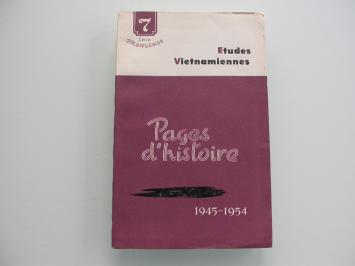 7
Etudes
Vietnamiennes
Pages
d'histoire
1945-1954